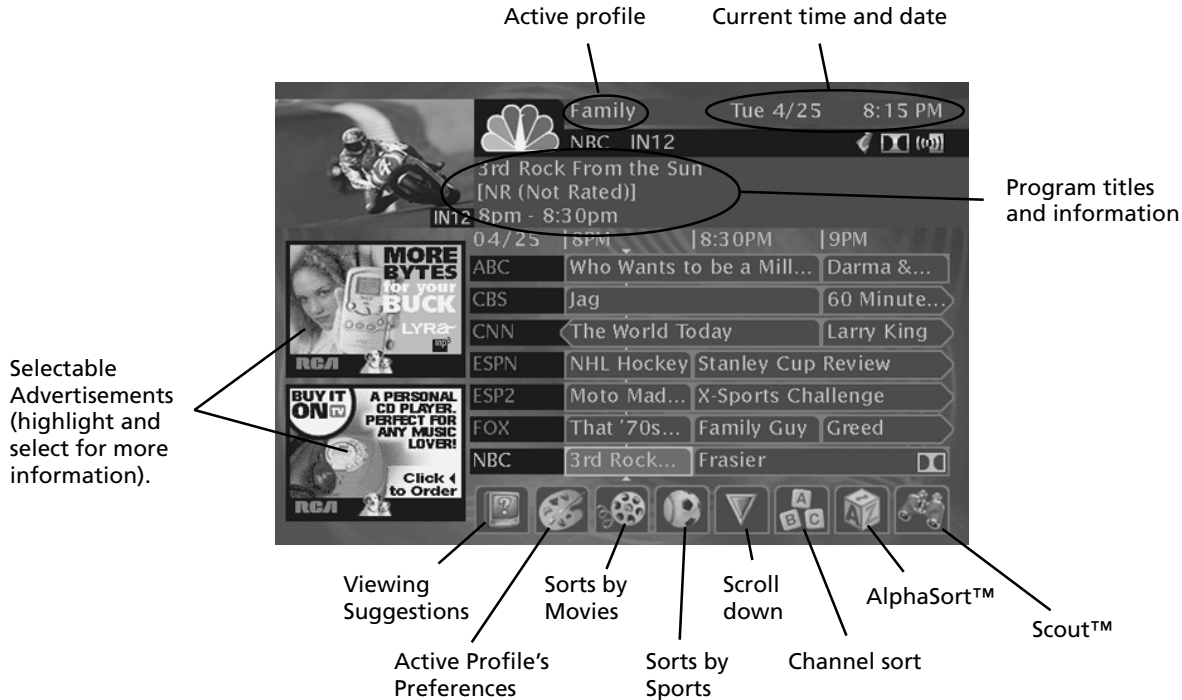 Active profile
Current time and date
Family
Tue 4/25 8:15 PM
NBC IN12
3rd Rock From the Sun
[NR (Not Rated)]
IN12
8pm - 8:30pm
Program titles
and information
04/25 8PM 8:30PM 9PM
ABC Who Wants to be a Mill... Darma &...
CBS Jag 60 Minute...
CNN The World Today Larry King
ESPN NHL Hockey Stanley Cup Review
ESP2 Moto Mad... X-Sports Challenge
FOX That '70s... Family Guy Greed
NBC 3rd Rock... Frasier
MORE
BYTES
for your
BUCK
LYRA
mp3
RCA
Selectable
Advertisements
(highlight and
select for more
information).
BUY IT
ON TV
A PERSONAL
CD PLAYER.
PERFECT FOR
ANY MUSIC
LOVER!
Click
to Order
RCA
?
A
B C
A Z
Viewing
Suggestions
Sorts by
Movies
Scroll
down
AlphaSort™
Scout™
Active Profile's
Preferences
Sorts by
Sports
Channel sort